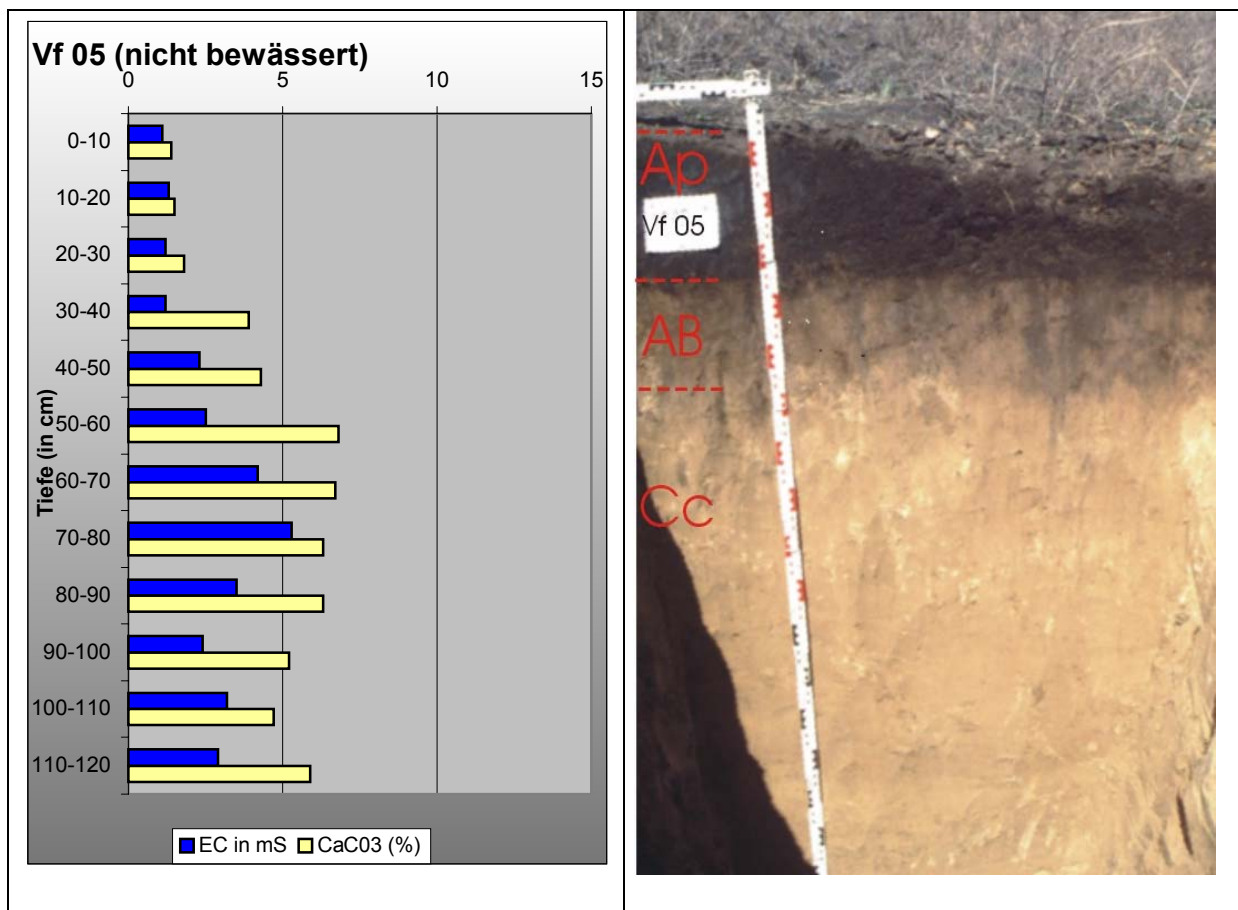 Vf 05 (nicht bewässert)
0 5 10 15
Tiefe (in cm)
0-10
10-20
20-30
30-40
40-50
50-60
60-70
70-80
80-90
90-100
100-110
110-120
EC in mS CaC03 (%)
Ap
Vf 05
AB
Cc